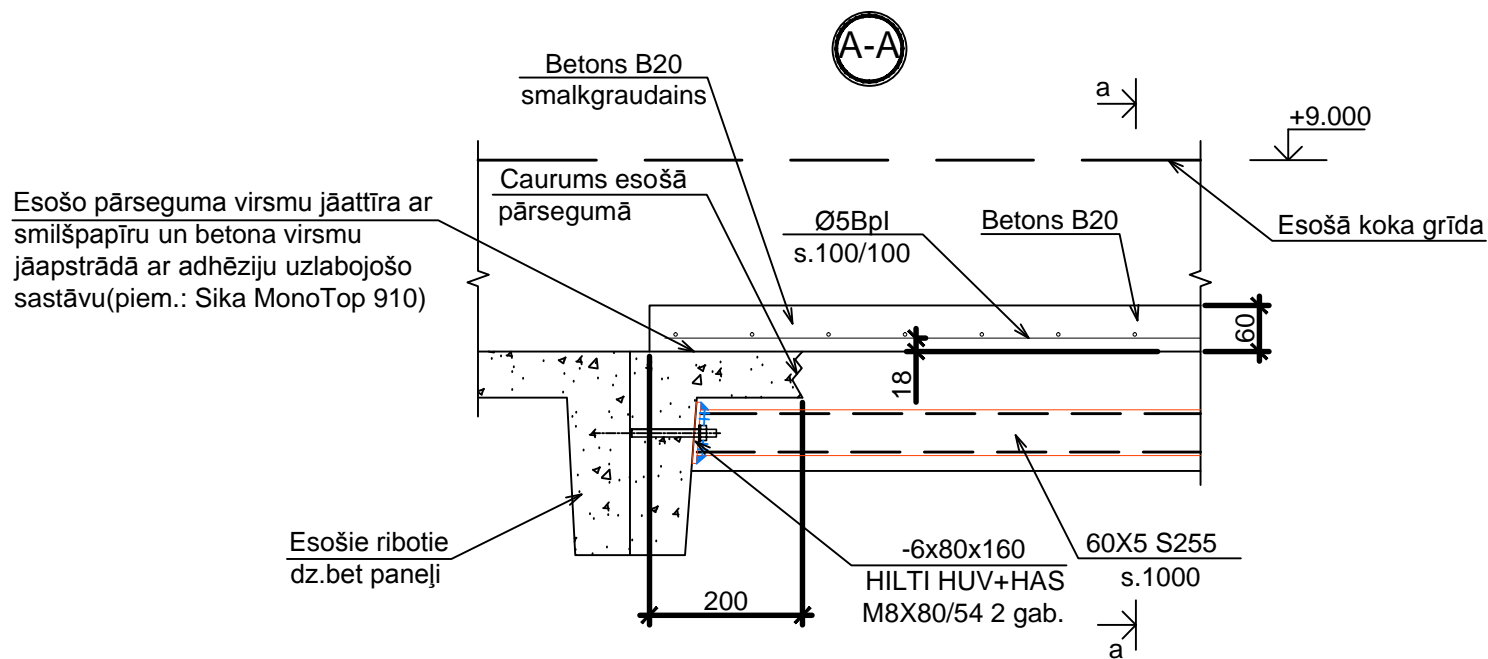 A-A
Betons B20
smalkgraudains
a
+9.000
Caurums esošā
pārsegumā
Esošo pārseguma virsmu jāattīra ar
smilšpapīru un betona virsmu
jāapstrādā ar adhēziju uzlabojošo
sastāvu(piem.: Sika MonoTop 910)
Ø5BpI
s.100/100
Betons B20
Esošā koka grīda
60
18
Esošie ribotie
dz.bet paneļi
-6x80x160
HILTI HUV+HAS
M8X80/54 2 gab.
60X5 S255
s.1000
200
a